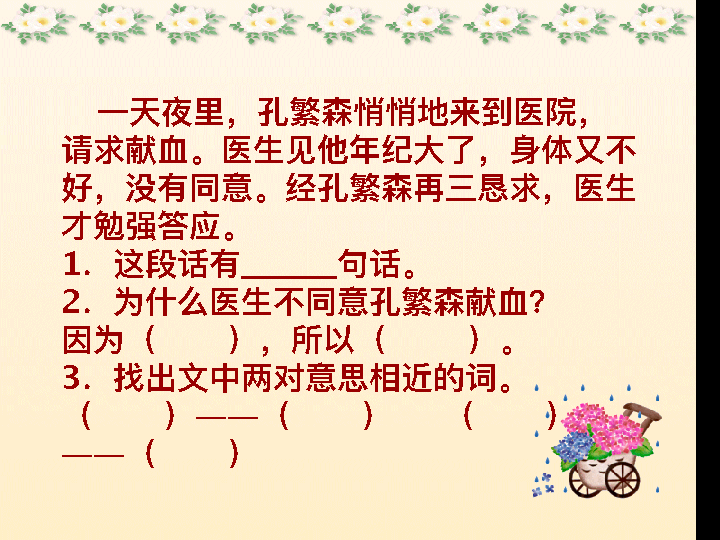 一天夜里，孔繁森悄悄地来到医院，
请求献血。医生见他年纪大了，身体又不
好，没有同意。经孔繁森再三恳求，医生
才勉强答应。
1．这段话有______句话。
2．为什么医生不同意孔繁森献血？
因为（　　），所以（　　）。
3．找出文中两对意思相近的词。
（　　）——（　　）　　（　　）
——（　　）